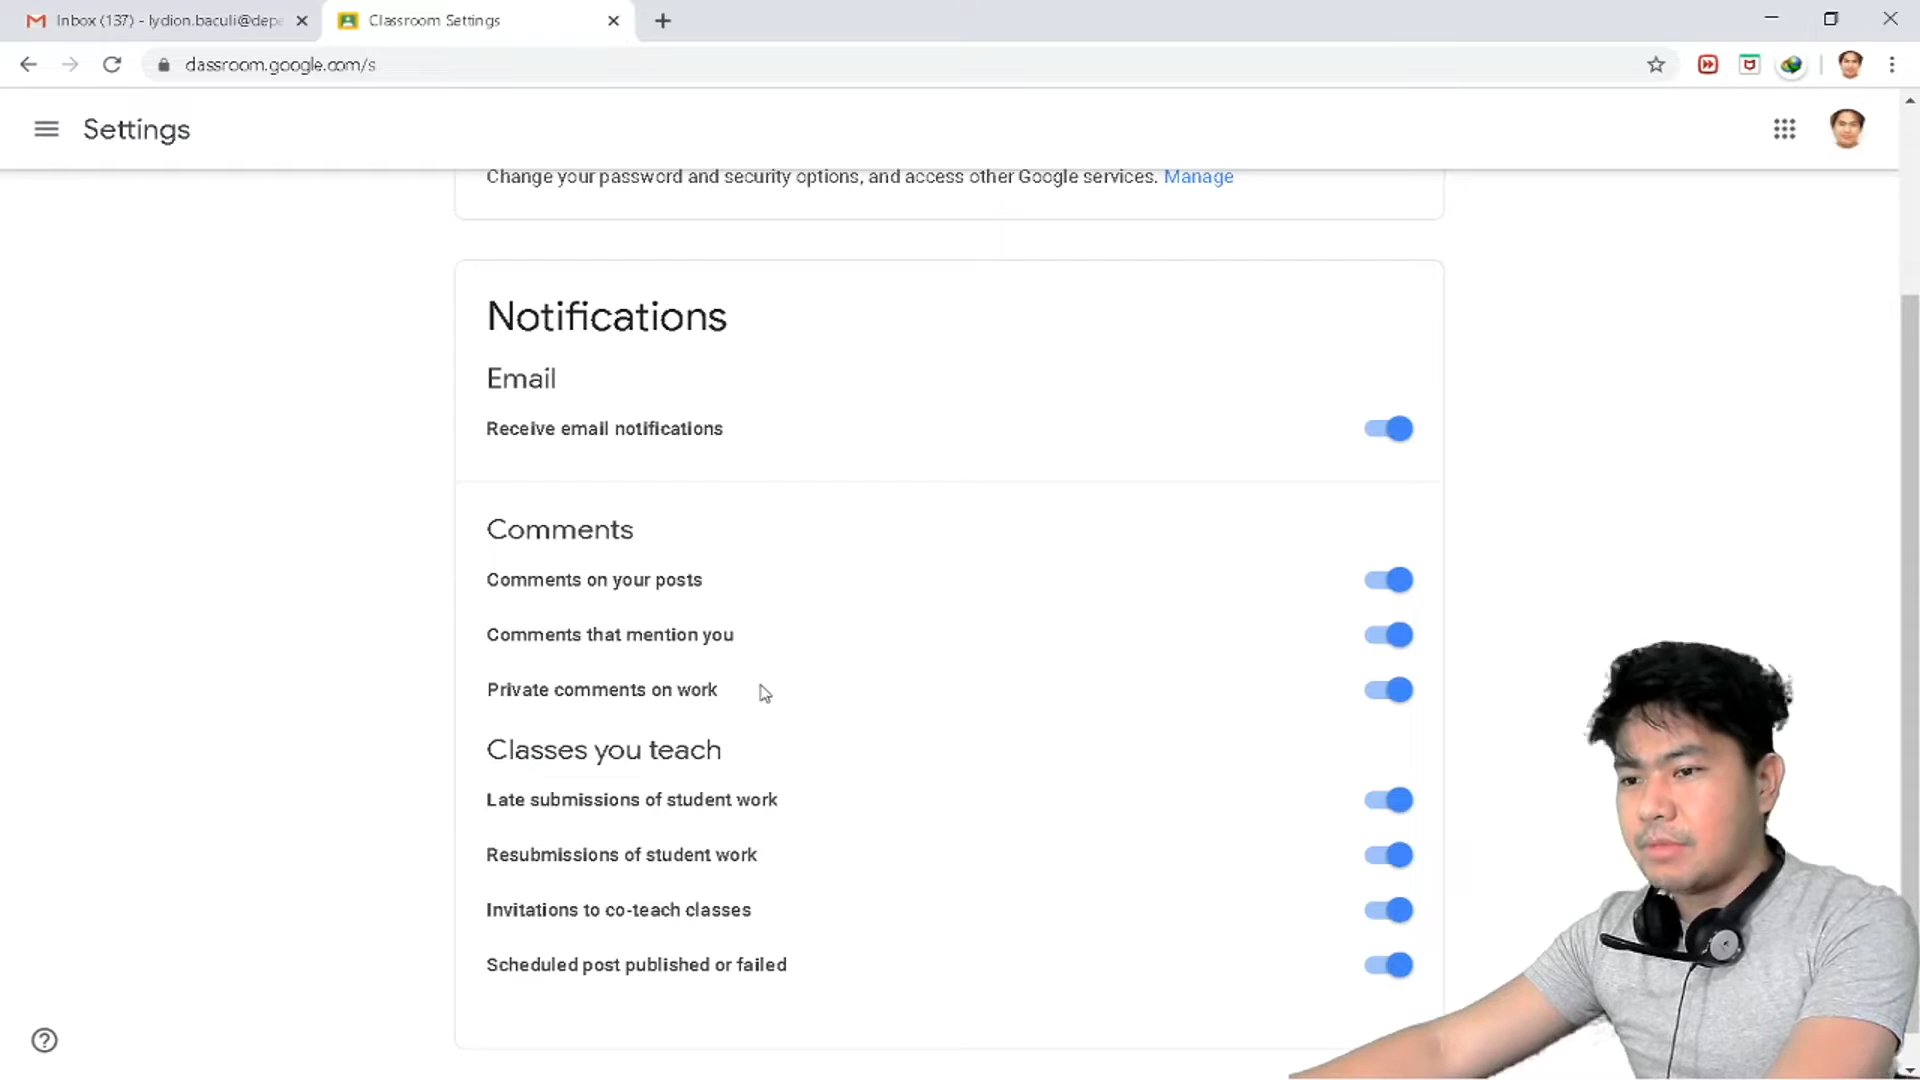 Inbox (137) - lydion.baculi@depe
Classroom Settings
classroom.google.com/s
Settings
Change your password and security options, and access other Google services. Manage
Notifications
Email
Receive email notifications
Comments
Comments on your posts
Comments that mention you
Private comments on work
Classes you teach
Late submissions of student work
Resubmissions of student work
Invitations to co-teach classes
Scheduled post published or failed